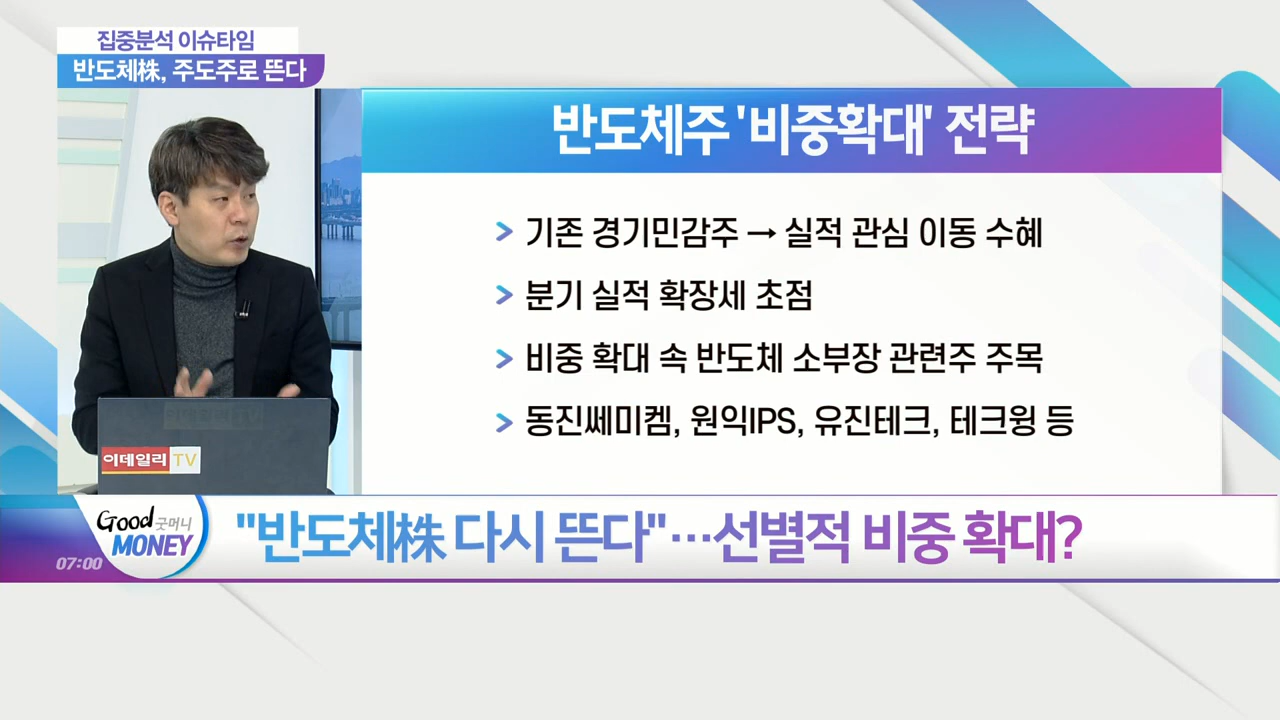 집중분석 이슈타임
반도체株, 주도주로 뜬다
반도체주 '비중확대' 전략
기존 경기민감주 → 실적 관심 이동 수혜
분기 실적 확장세 초점
비중 확대 속 반도체 소부장 관련주 주목
동진쎄미켐, 원익IPS, 유진테크, 테크윙 등
이데일리 TV
Good 굿머니
MONEY
07:00
"반도체株 다시 뜬다"…선별적 비중 확대?